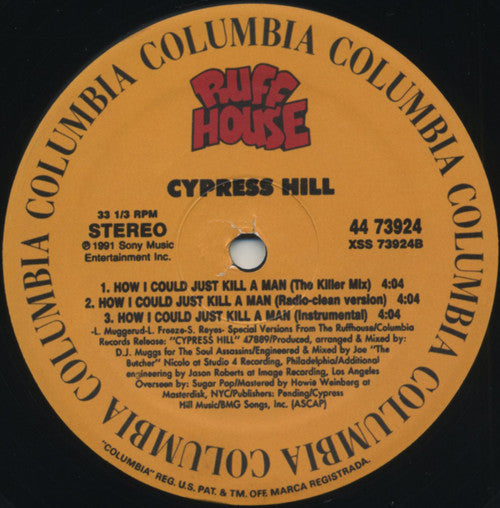 COLUMBIA COLUMBIA COLUMBIA COLUMBIA COLUMBIA COLUMBIA COLUMBIA
RUFF
HOUSE
CYPRESS HILL
33 1/3 RPM
STEREO
℗ 1991 Sony Music
Entertainment Inc.
44 73924
XSS 73924B
1. HOW I COULD JUST KILL A MAN (The Killer Mix) 4:04
2. HOW I COULD JUST KILL A MAN (Radio-clean version) 4:04
3. HOW I COULD JUST KILL A MAN (Instrumental) 4:04
-L. Muggerud-L. Freeze-S. Reyes- Special Versions From The Ruffhouse/Columbia
Records Release: "CYPRESS HILL" 47889/Produced, arranged & Mixed by:
D.J. Muggs for The Soul Assassins/Engineered & Mixed by Joe "The
Butcher" Nicolo at Studio 4 Recording, Philadelphia/Additional
engineering by Jason Roberts at Image Recording, Los Angeles
Overseen by: Sugar Pop/Mastered by Howie Weinberg at
Masterdisk, NYC/Publishers: Pending/Cypress
Hill Music/BMG Songs, Inc. (ASCAP)
"COLUMBIA" REG. U.S. PAT. & TM. OFF. MARCA REGISTRADA.